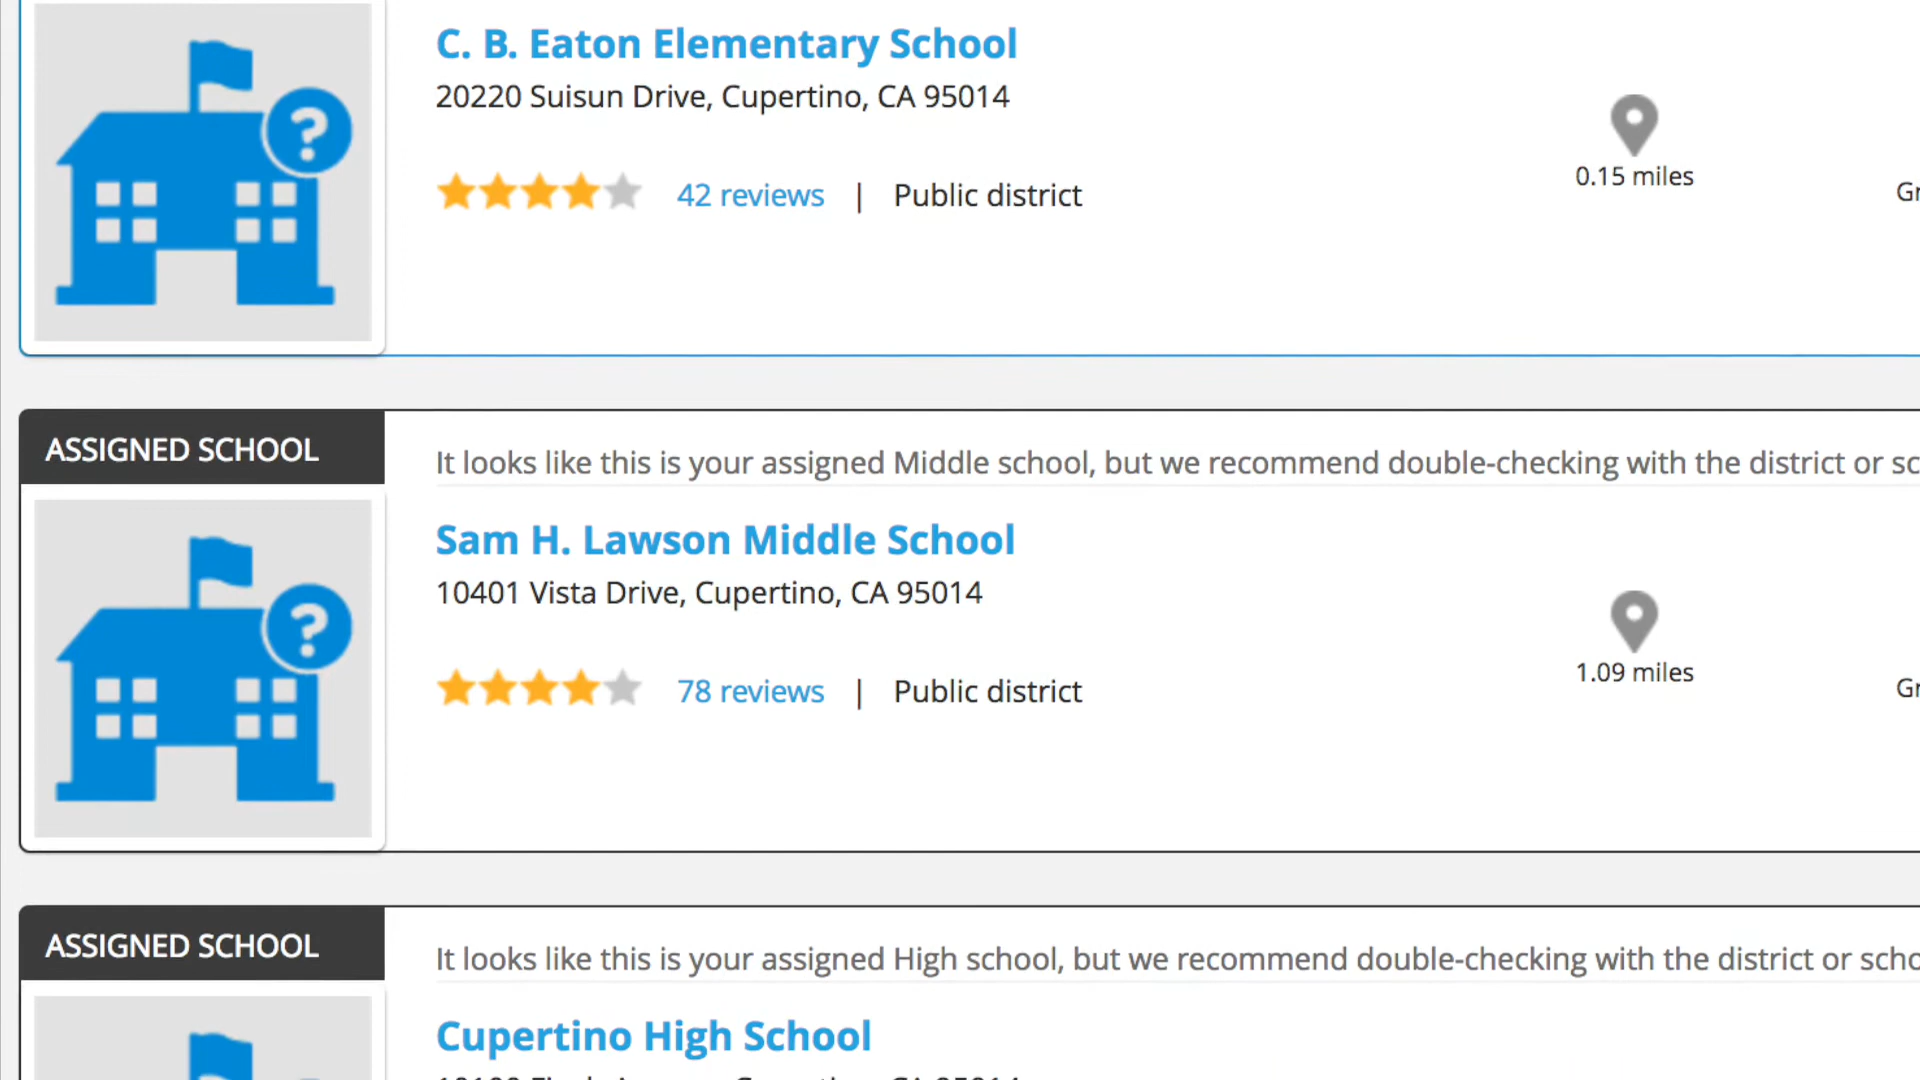 C. B. Eaton Elementary School
20220 Suisun Drive, Cupertino, CA 95014
0.15 miles
42 reviews | Public district
ASSIGNED SCHOOL
It looks like this is your assigned Middle school, but we recommend double-checking with the district or
Sam H. Lawson Middle School
10401 Vista Drive, Cupertino, CA 95014
1.09 miles
78 reviews | Public district
ASSIGNED SCHOOL
It looks like this is your assigned High school, but we recommend double-checking with the district or
Cupertino High School